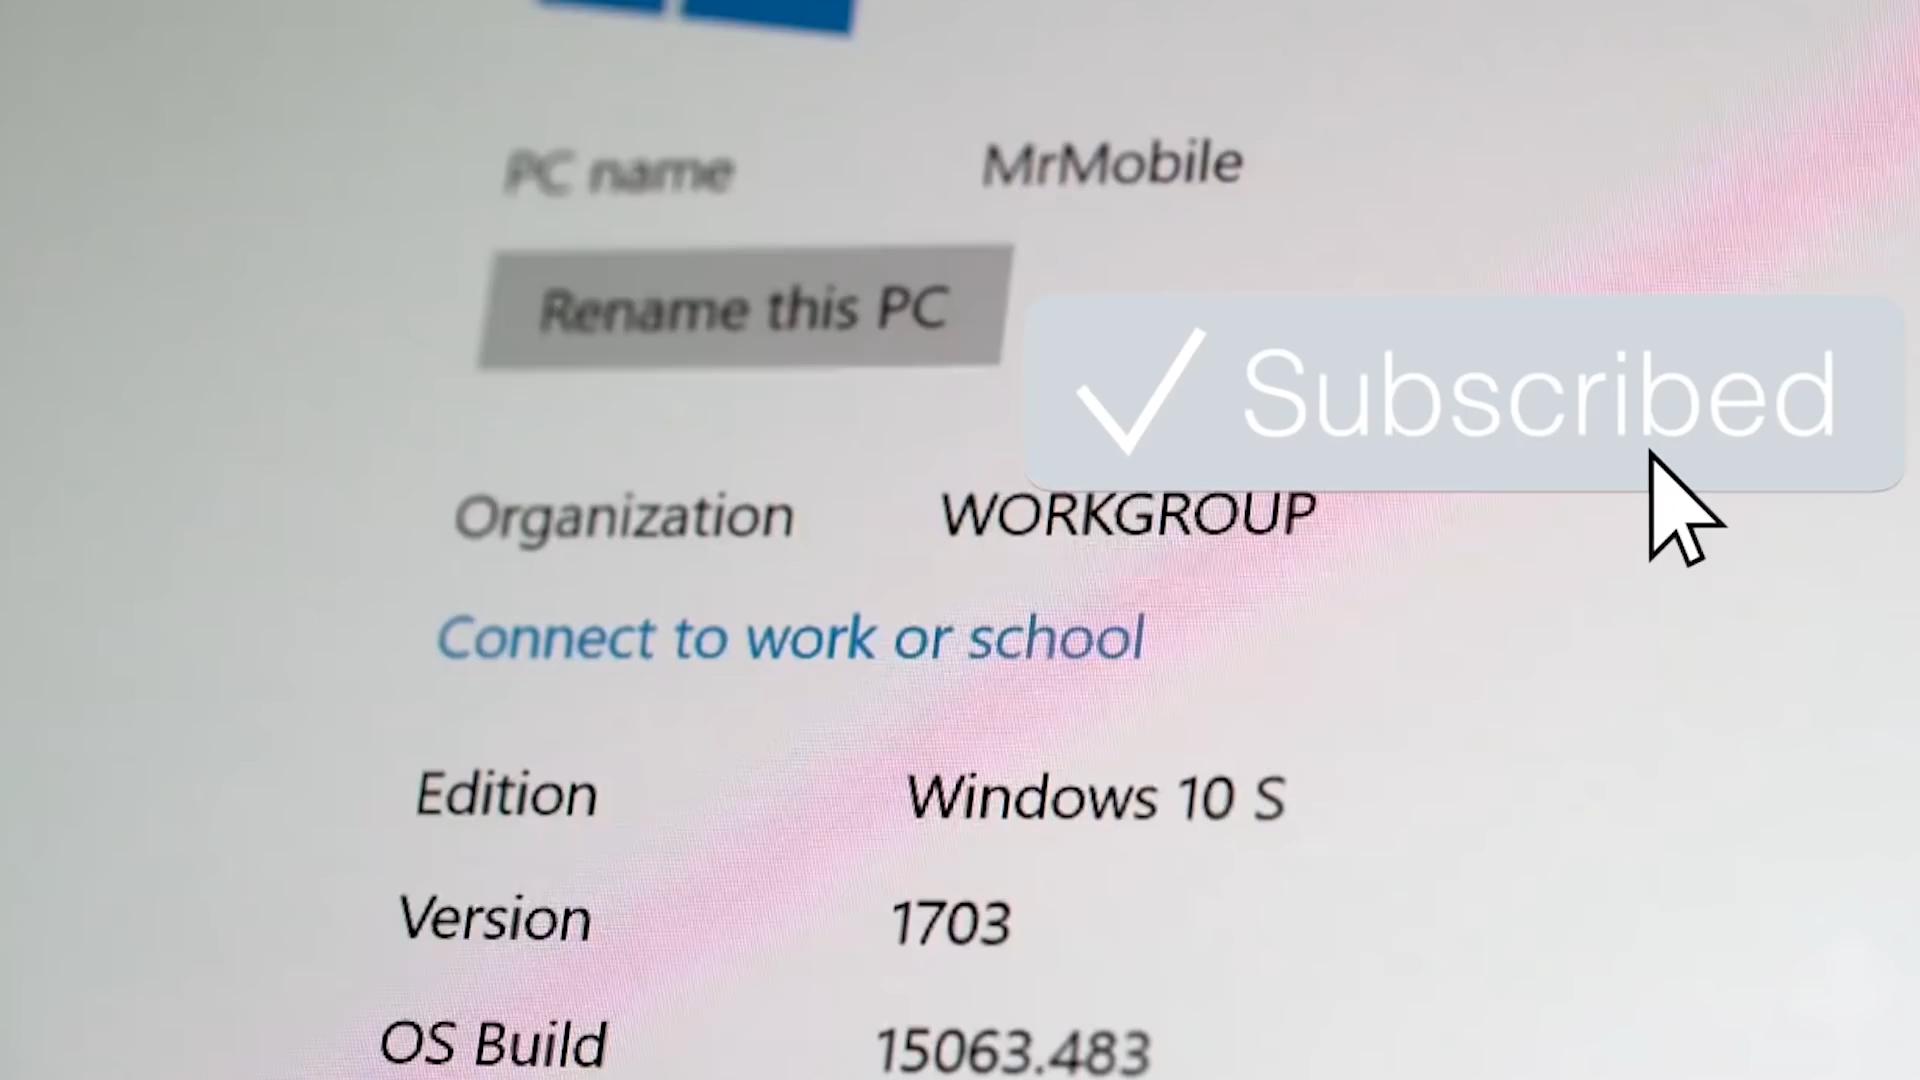 PC name MrMobile
Rename this PC
✓ Subscribed
Organization WORKGROUP
Connect to work or school
Edition Windows 10 S
Version 1703
OS Build 15063.483